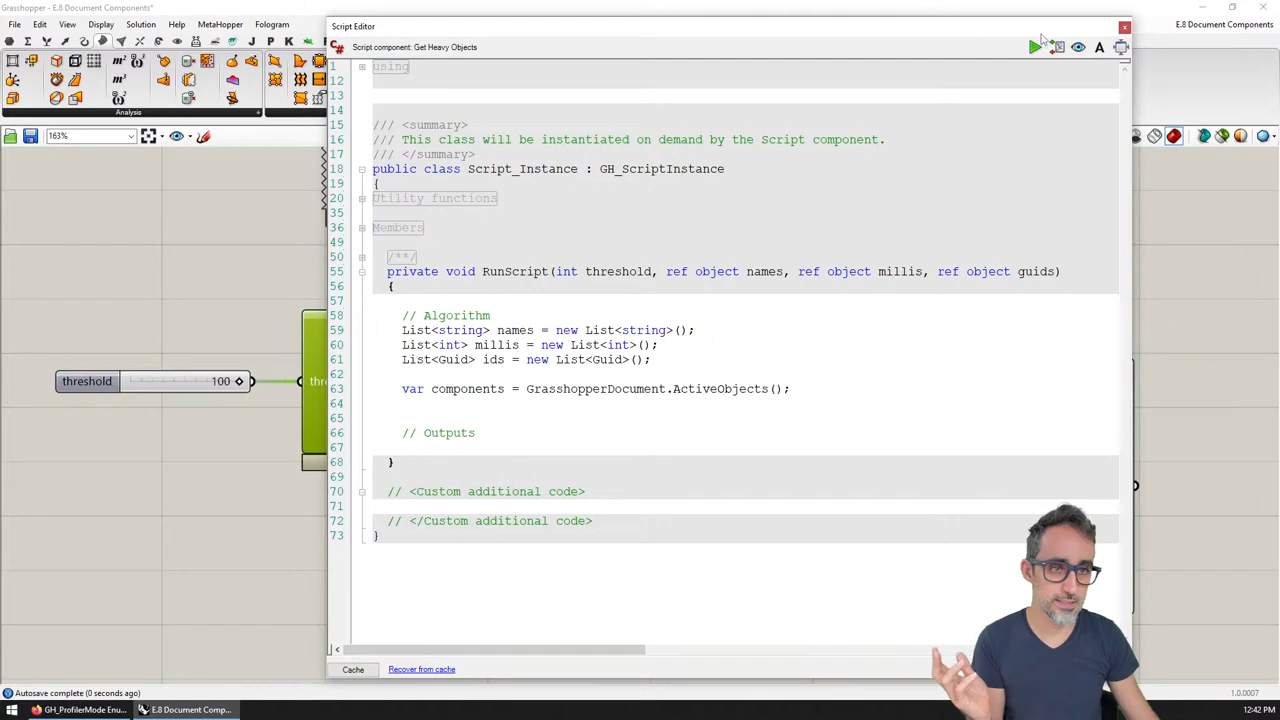 Grasshopper
E.8 Document Components*
File Edit View Display Solution Help MetaHopper Fologram
E.8 Document Components
Analysis
163%
threshold
100
Script Editor
Script component: Get Heavy Objects
1 using
12
13
14
15 /// <summary>
16 /// This class will be instantiated on demand by the Script component.
17 /// </summary>
18 public class Script_Instance : GH_ScriptInstance
19 {
20 Utility functions
35
36 Members
49
50 /**/
55 private void RunScript(int threshold, ref object names, ref object millis, ref object guids)
56 {
57
58 // Algorithm
59 List<string> names = new List<string>();
60 List<int> millis = new List<int>();
61 List<Guid> ids = new List<Guid>();
62
63 var components = GrasshopperDocument.ActiveObjects();
64
65
66 // Outputs
67
68 }
69
70 // <Custom additional code>
71
72 // </Custom additional code>
73 }
Cache Recover from cache
Autosave complete (0 seconds ago)
1.0.0007
GH_ProfilerMode Enu... E.8 Document Comp...
12:42 PM